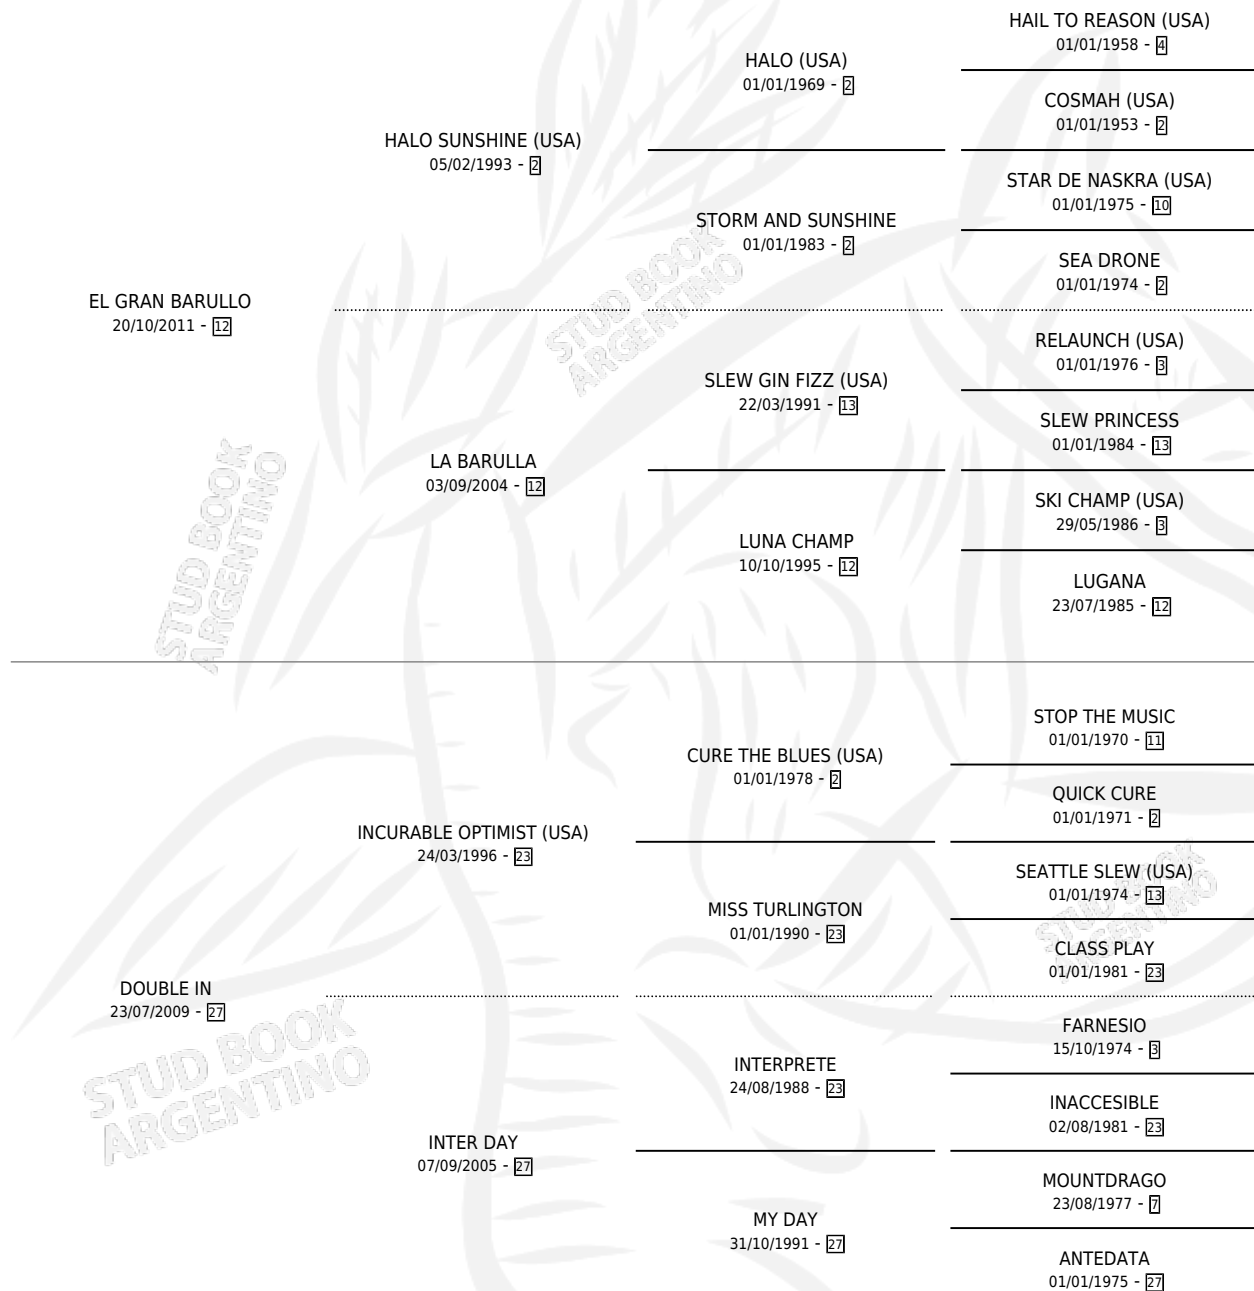 HAIL TO REASON (USA)
01/01/1958 - 4
HALO (USA)
01/01/1969 - 2
COSMAH (USA)
01/01/1953 - 2
HALO SUNSHINE (USA)
05/02/1993 - 2
STAR DE NASKRA (USA)
01/01/1975 - 10
STORM AND SUNSHINE
01/01/1983 - 2
SEA DRONE
01/01/1974 - 2
EL GRAN BARULLO
20/10/2011 - 12
RELAUNCH (USA)
01/01/1976 - 3
SLEW GIN FIZZ (USA)
22/03/1991 - 13
SLEW PRINCESS
01/01/1984 - 13
LA BARULLA
03/09/2004 - 12
SKI CHAMP (USA)
29/05/1986 - 3
LUNA CHAMP
10/10/1995 - 12
LUGANA
23/07/1985 - 12
STOP THE MUSIC
01/01/1970 - 11
CURE THE BLUES (USA)
01/01/1978 - 2
QUICK CURE
01/01/1971 - 2
INCURABLE OPTIMIST (USA)
24/03/1996 - 23
SEATTLE SLEW (USA)
01/01/1974 - 13
MISS TURLINGTON
01/01/1990 - 23
CLASS PLAY
01/01/1981 - 23
DOUBLE IN
23/07/2009 - 27
FARNESIO
15/10/1974 - 3
INTERPRETE
24/08/1988 - 23
INACCESIBLE
02/08/1981 - 23
INTER DAY
07/09/2005 - 27
MOUNTDRAGO
23/08/1977 - 7
MY DAY
31/10/1991 - 27
ANTEDATA
01/01/1975 - 27
STUD BOOK
ARGENTINO
STUD BOOK
ARGENTINO
STUD BOOK
ARGENTINO
STUD BOOK
ARGENTINO